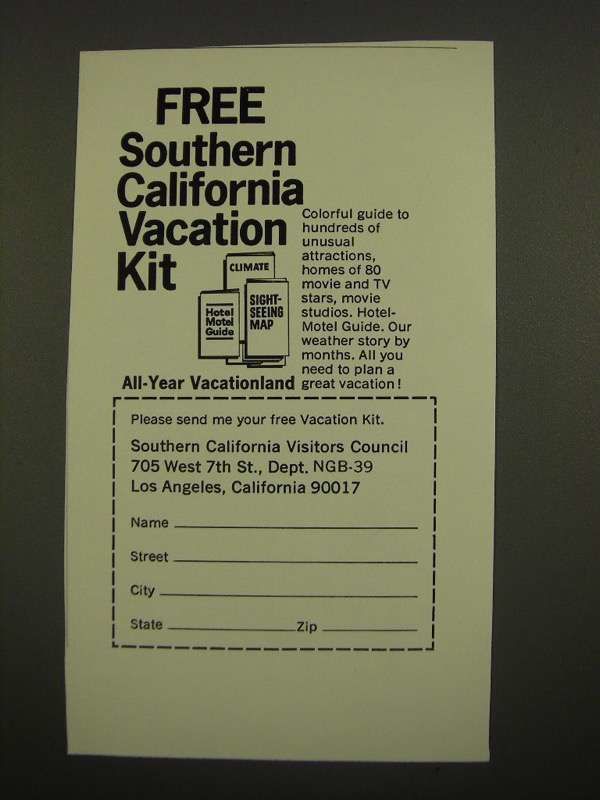 FREE
Southern
California
Vacation
Kit
Colorful guide to
hundreds of
unusual
attractions,
homes of 80
movie and TV
stars, movie
studios. Hotel-
Motel Guide. Our
weather story by
months. All you
need to plan a
great vacation!
CLIMATE
Hotel
Motel
Guide
SIGHT-
SEEING
MAP
All-Year Vacationland
Please send me your free Vacation Kit.
Southern California Visitors Council
705 West 7th St., Dept. NGB-39
Los Angeles, California 90017
Name
Street
City
State Zip